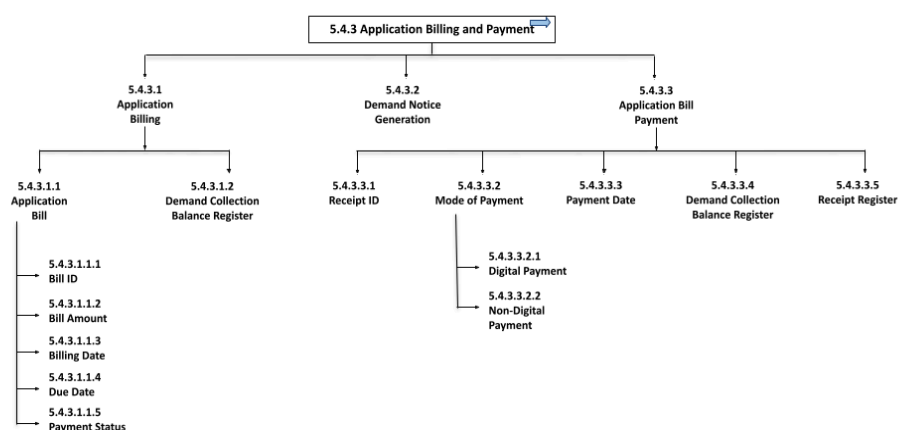 5.4.3 Application Billing and Payment
5.4.3.1
Application
Billing
5.4.3.2
Demand Notice
Generation
5.4.3.3
Application Bill
Payment
5.4.3.1.1
Application
Bill
5.4.3.1.2
Demand Collection
Balance Register
5.4.3.3.1
Receipt ID
5.4.3.3.2
Mode of Payment
5.4.3.3.3
Payment Date
5.4.3.3.4
Demand Collection
Balance Register
5.4.3.3.5
Receipt Register
5.4.3.1.1.1
Bill ID
5.4.3.1.1.2
Bill Amount
5.4.3.1.1.3
Billing Date
5.4.3.1.1.4
Due Date
5.4.3.1.1.5
Payment Status
5.4.3.3.2.1
Digital Payment
5.4.3.3.2.2
Non-Digital
Payment